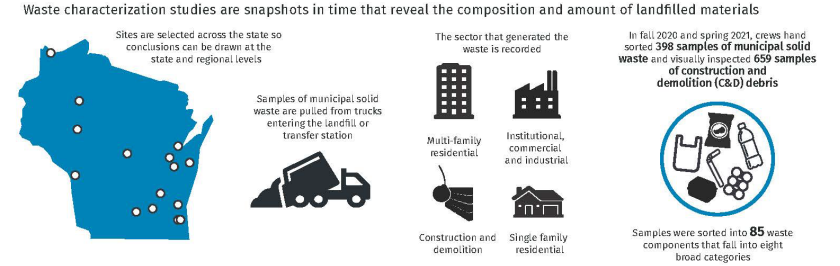 Waste characterization studies are snapshots in time that reveal the composition and amount of landfilled materials
Sites are selected across the state so
conclusions can be drawn at the
state and regional levels
Samples of municipal solid
waste are pulled from trucks
entering the landfill or
transfer station
The sector that generated the
waste is recorded
Multi-family
residential
Institutional,
commercial
and industrial
Construction and
demolition
Single family
residential
In fall 2020 and spring 2021, crews hand
sorted 398 samples of municipal solid
waste and visually inspected 659 samples
of construction and
demolition (C&D) debris
Samples were sorted into 85 waste
components that fall into eight
broad categories